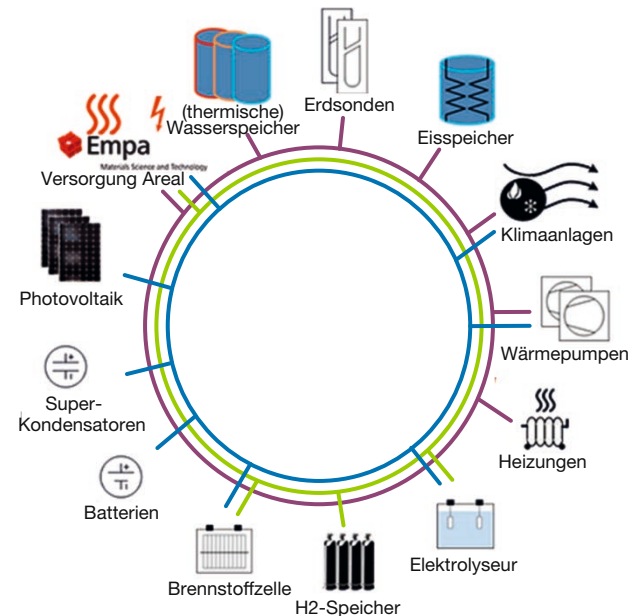 (thermische)
Wasserspeicher
Erdsonden
Eisspeicher
Klimaanlagen
Wärmepumpen
Heizungen
Elektrolyseur
H2-Speicher
Brennstoffzelle
Batterien
Super-
Kondensatoren
Photovoltaik
Versorgung Areal
Empa
Materials Science and Technology